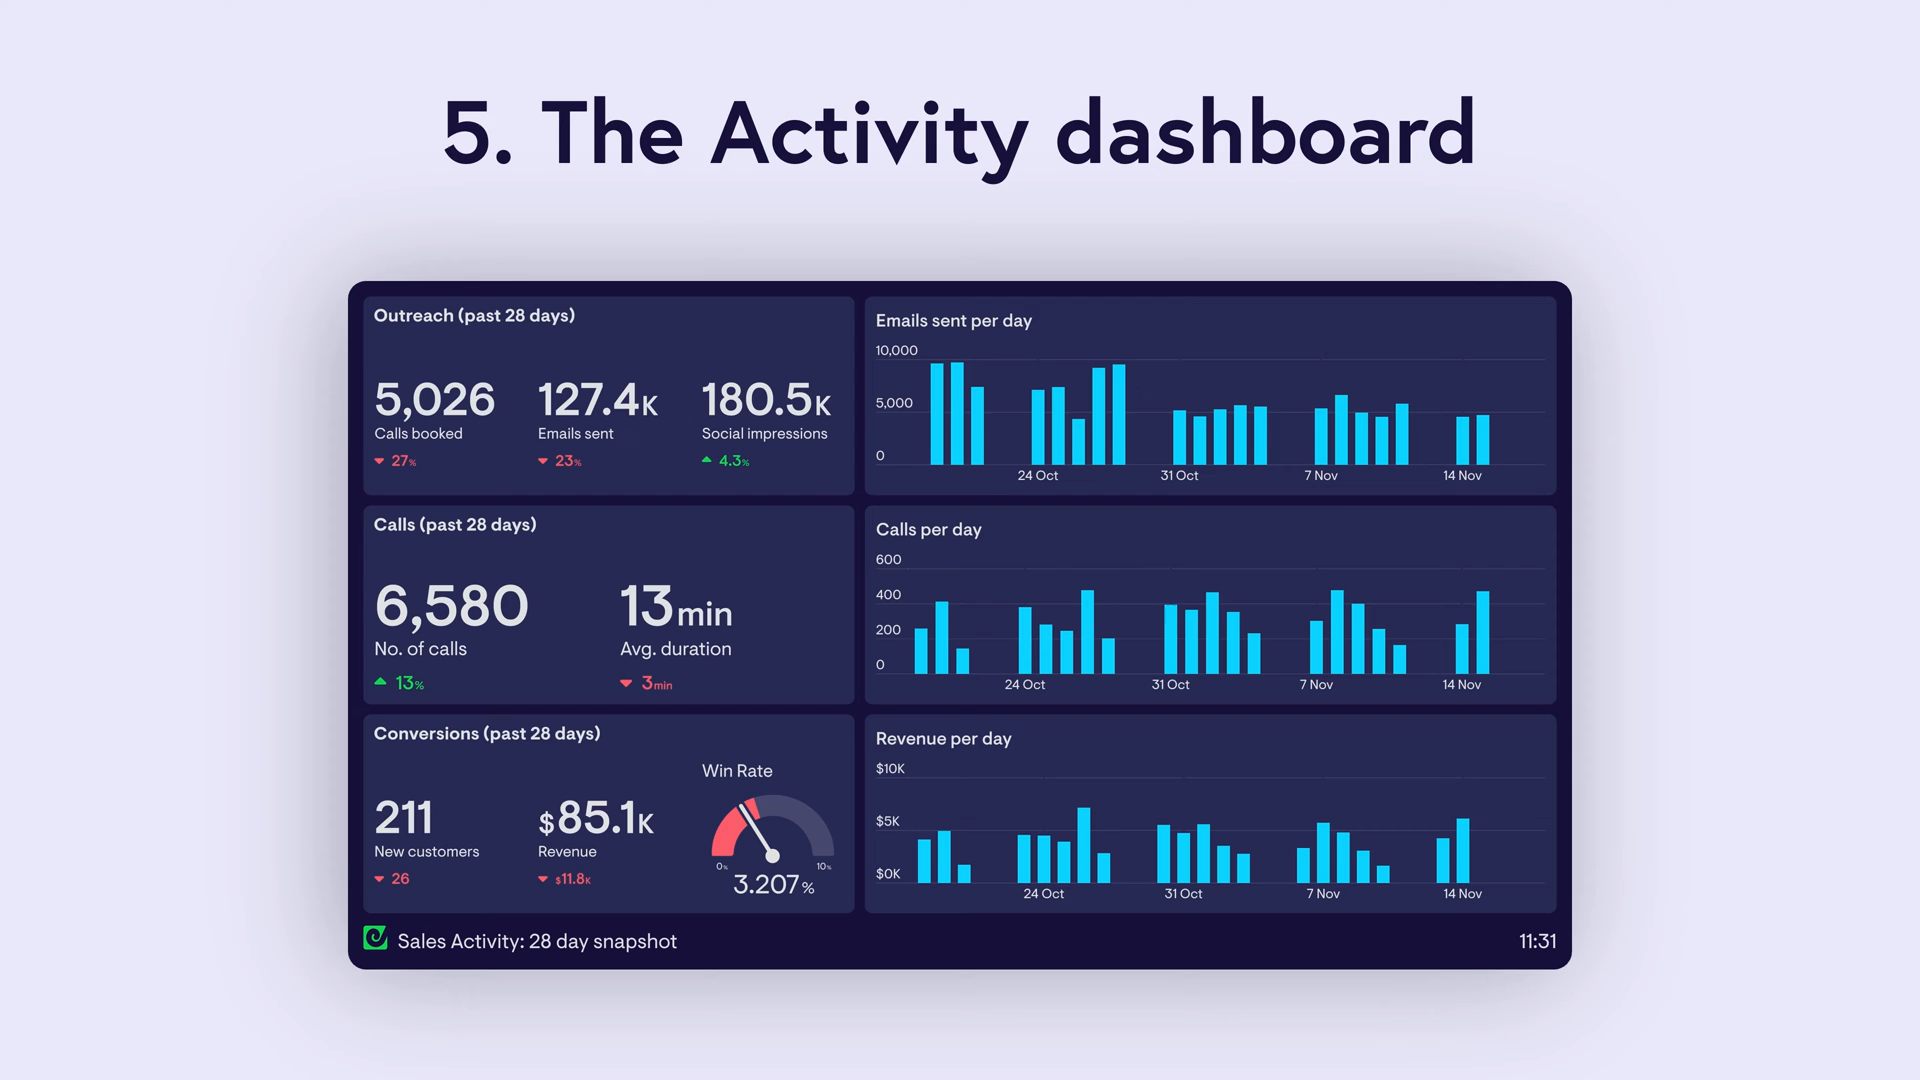 5. The Activity dashboard
Outreach (past 28 days)
5,026
Calls booked
27%
127.4K
Emails sent
23%
180.5K
Social impressions
4.3%
Emails sent per day
10,000
5,000
0
24 Oct
31 Oct
7 Nov
14 Nov
Calls (past 28 days)
6,580
No. of calls
13%
13min
Avg. duration
3min
Calls per day
600
400
200
0
24 Oct
31 Oct
7 Nov
14 Nov
Conversions (past 28 days)
211
New customers
26
$85.1K
Revenue
$11.8K
Win Rate
0%
10%
3.207%
Revenue per day
$10K
$5K
$0K
24 Oct
31 Oct
7 Nov
14 Nov
Sales Activity: 28 day snapshot
11:31